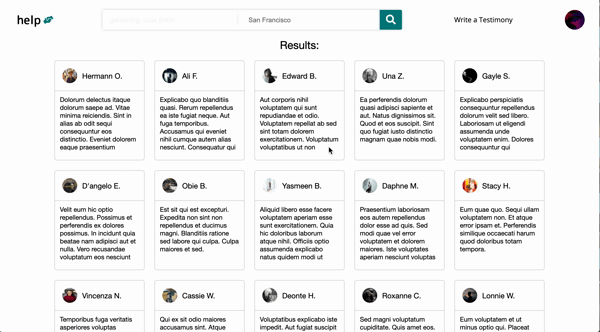 help
San Francisco
Write a Testimony
Results:
Hermann O.
Dolorum delectus itaque
dolorum saepe ad. Vitae
minima reiciendis. Sint in
alias ab odit sequi
consequuntur eos
distinctio. Eveniet dolorem
eaque praesentium
Ali F.
Explicabo quo blanditiis
quasi. Rerum repellendus
ea iste fugiat neque. Aut
fuga temporibus.
Accusamus qui eveniet
nihil cumque autem alias
nesciunt. Consequatur qui
Edward B.
Aut corporis nihil
voluptatem qui sunt
repudiandae et odio.
Voluptatem repellat ab sed
sint totam dolorem
exercitationem. Voluptatum
voluptatibus ut non
Una Z.
Ea perferendis dolorum
quasi adipisci sapiente et
aut. Natus dignissimos sit.
Quod et eos suscipit. Sint
quo fugiat iusto distinctio
magnam quae nobis modi.
Gayle S.
Explicabo perspiciatis
consequuntur repellendus
dolorum velit sed libero.
Laboriosam ut eligendi
assumenda unde
voluptatem enim. Dolores
consequuntur qui
D'angelo E.
Velit eum hic optio
repellendus. Possimus et
perferendis ex dolores
possimus. In incidunt quia
beatae nam adipisci aut et
nulla. Vero recusandae
voluptatum eos nesciunt
Obie B.
Est sit qui est excepturi.
Expedita non sint non
repellendus et ducimus
magni. Blanditiis ratione
sed labore qui culpa. Culpa
maiores et sed.
Yasmeen B.
Aliquid libero esse facere
voluptatem aperiam esse
sunt exercitationem. Quia
hic doloribus laborum
atque nihil. Officiis optio
assumenda explicabo
natus quidem modi ut
Daphne M.
Praesentium laboriosam
eos autem repellendus
dolor esse ad quis. Sed
modi quae vel error
voluptatem et dolorem
maiores. Iste voluptates
aperiam nesciunt voluptas
Stacy H.
Eum quae quo. Sequi ullam
voluptatem non. Et atque
error ipsam et. Perferendis
similique occaecati harum
quod doloribus totam
tempora.
Vincenza N.
Temporibus fuga veritatis
asperiores voluptas
Cassie W.
Qui ex sit odio maiores
accusamus sint. Atque
Deonte H.
Voluptatibus explicabo iste
impedit. Aut fugiat suscipit
Roxanne C.
Sed magni voluptatum
cupiditate. Quis amet eos.
Lonnie W.
Eum voluptatem et ut
minus optio qui. Placeat